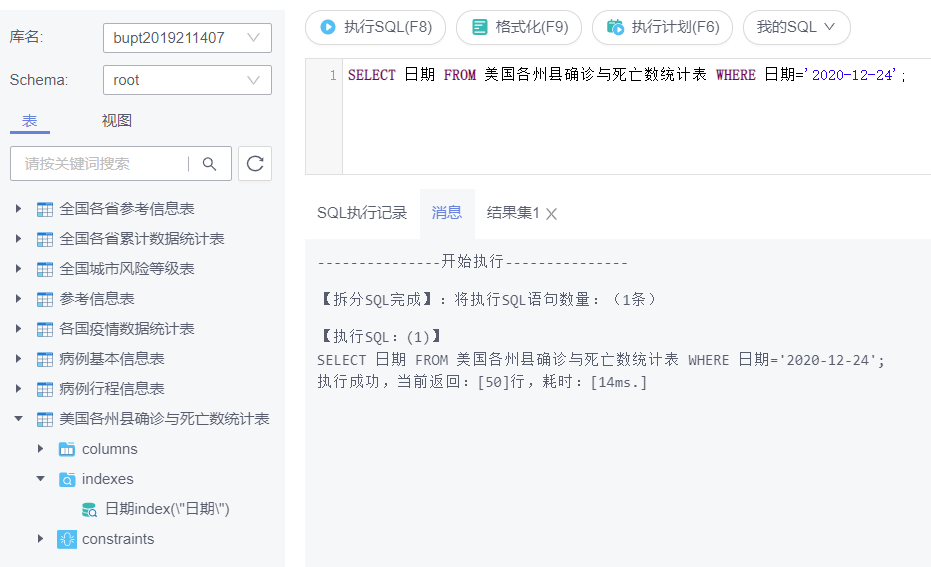 库名:
bupt2019211407
Schema:
root
表
视图
请按关键词搜索
全国各省参考信息表
全国各省累计数据统计表
全国城市风险等级表
参考信息表
各国疫情数据统计表
病例基本信息表
病例行程信息表
美国各州县确诊与死亡数统计表
columns
indexes
日期index(\"日期\")
constraints
执行SQL(F8)
格式化(F9)
执行计划(F6)
我的SQL
1 SELECT 日期 FROM 美国各州县确诊与死亡数统计表 WHERE 日期='2020-12-24';
SQL执行记录
消息
结果集1
---------------开始执行---------------
【拆分SQL完成】：将执行SQL语句数量：（1条）
【执行SQL：(1)】
SELECT 日期 FROM 美国各州县确诊与死亡数统计表 WHERE 日期='2020-12-24';
执行成功，当前返回：[50]行，耗时：[14ms.]